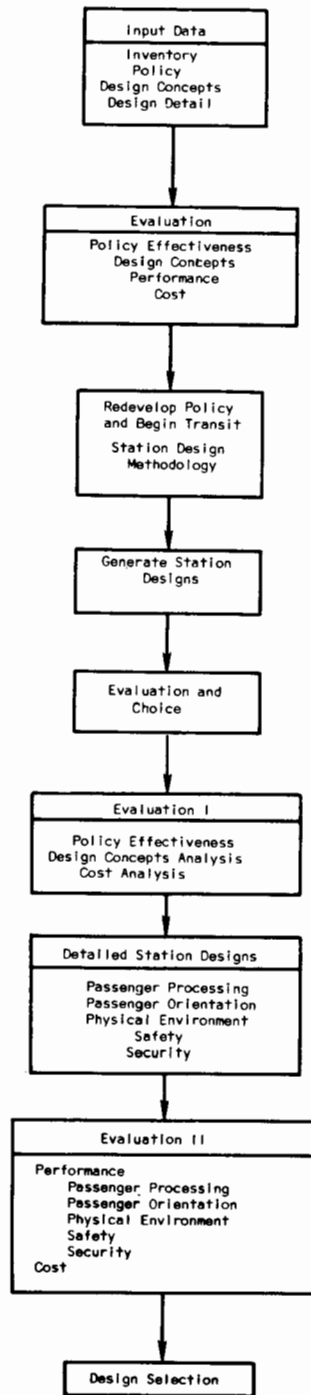 Input Data
Inventory
Policy
Design Concepts
Design Detail
Evaluation
Policy Effectiveness
Design Concepts
Performance
Cost
Redevelop Policy
and Begin Transit
Station Design
Methodology
Generate Station
Designs
Evaluation and
Choice
Evaluation I
Policy Effectiveness
Design Concepts Analysis
Cost Analysis
Detailed Station Designs
Passenger Processing
Passenger Orientation
Physical Environment
Safety
Security
Evaluation II
Performance
Passenger Processing
Passenger Orientation
Physical Environment
Safety
Security
Cost
Design Selection